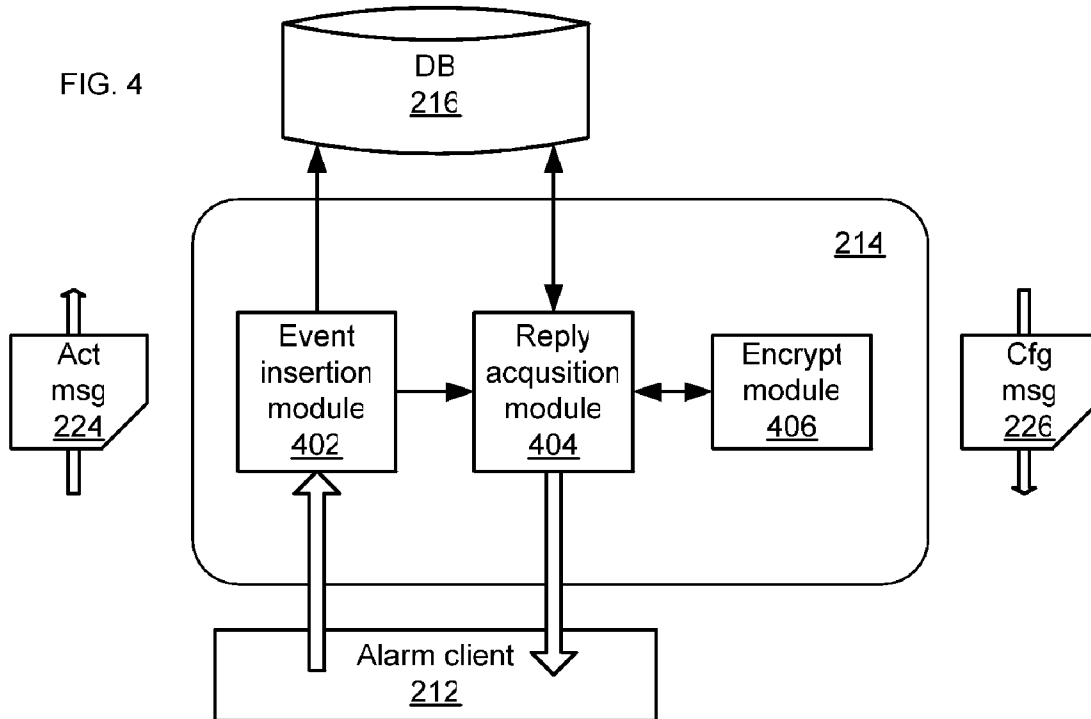 FIG. 4
DB
216
214
Act
msg
224
Event
insertion
module
402
Reply
acqusition
module
404
Encrypt
module
406
Cfg
msg
226
Alarm client
212